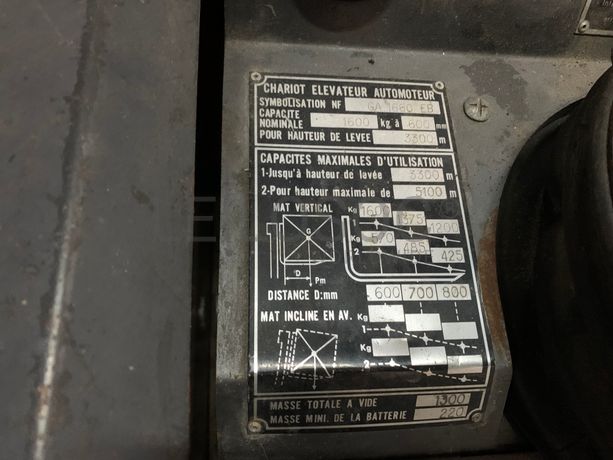 CHARIOT ELEVATEUR AUTOMOTEUR
SYMBOLISATION NF GA 1660 EB
CAPACITE
NOMINALE 1600 kg à 600 mm
POUR HAUTEUR DE LEVEE 3300 m
CAPACITES MAXIMALES D'UTILISATION
1-Jusqu'à hauteur de levée 3300 m
2-Pour hauteur maximale de 5100 m
MAT VERTICAL Kg 1600 1375 1200
1
Kg 570 485 425
2
G
D
Pm
DISTANCE D:mm 600 700 800
MAT INCLINE EN AV. Kg
1
Kg
2
MASSE TOTALE A VIDE 1300
MASSE MINI. DE LA BATTERIE 220